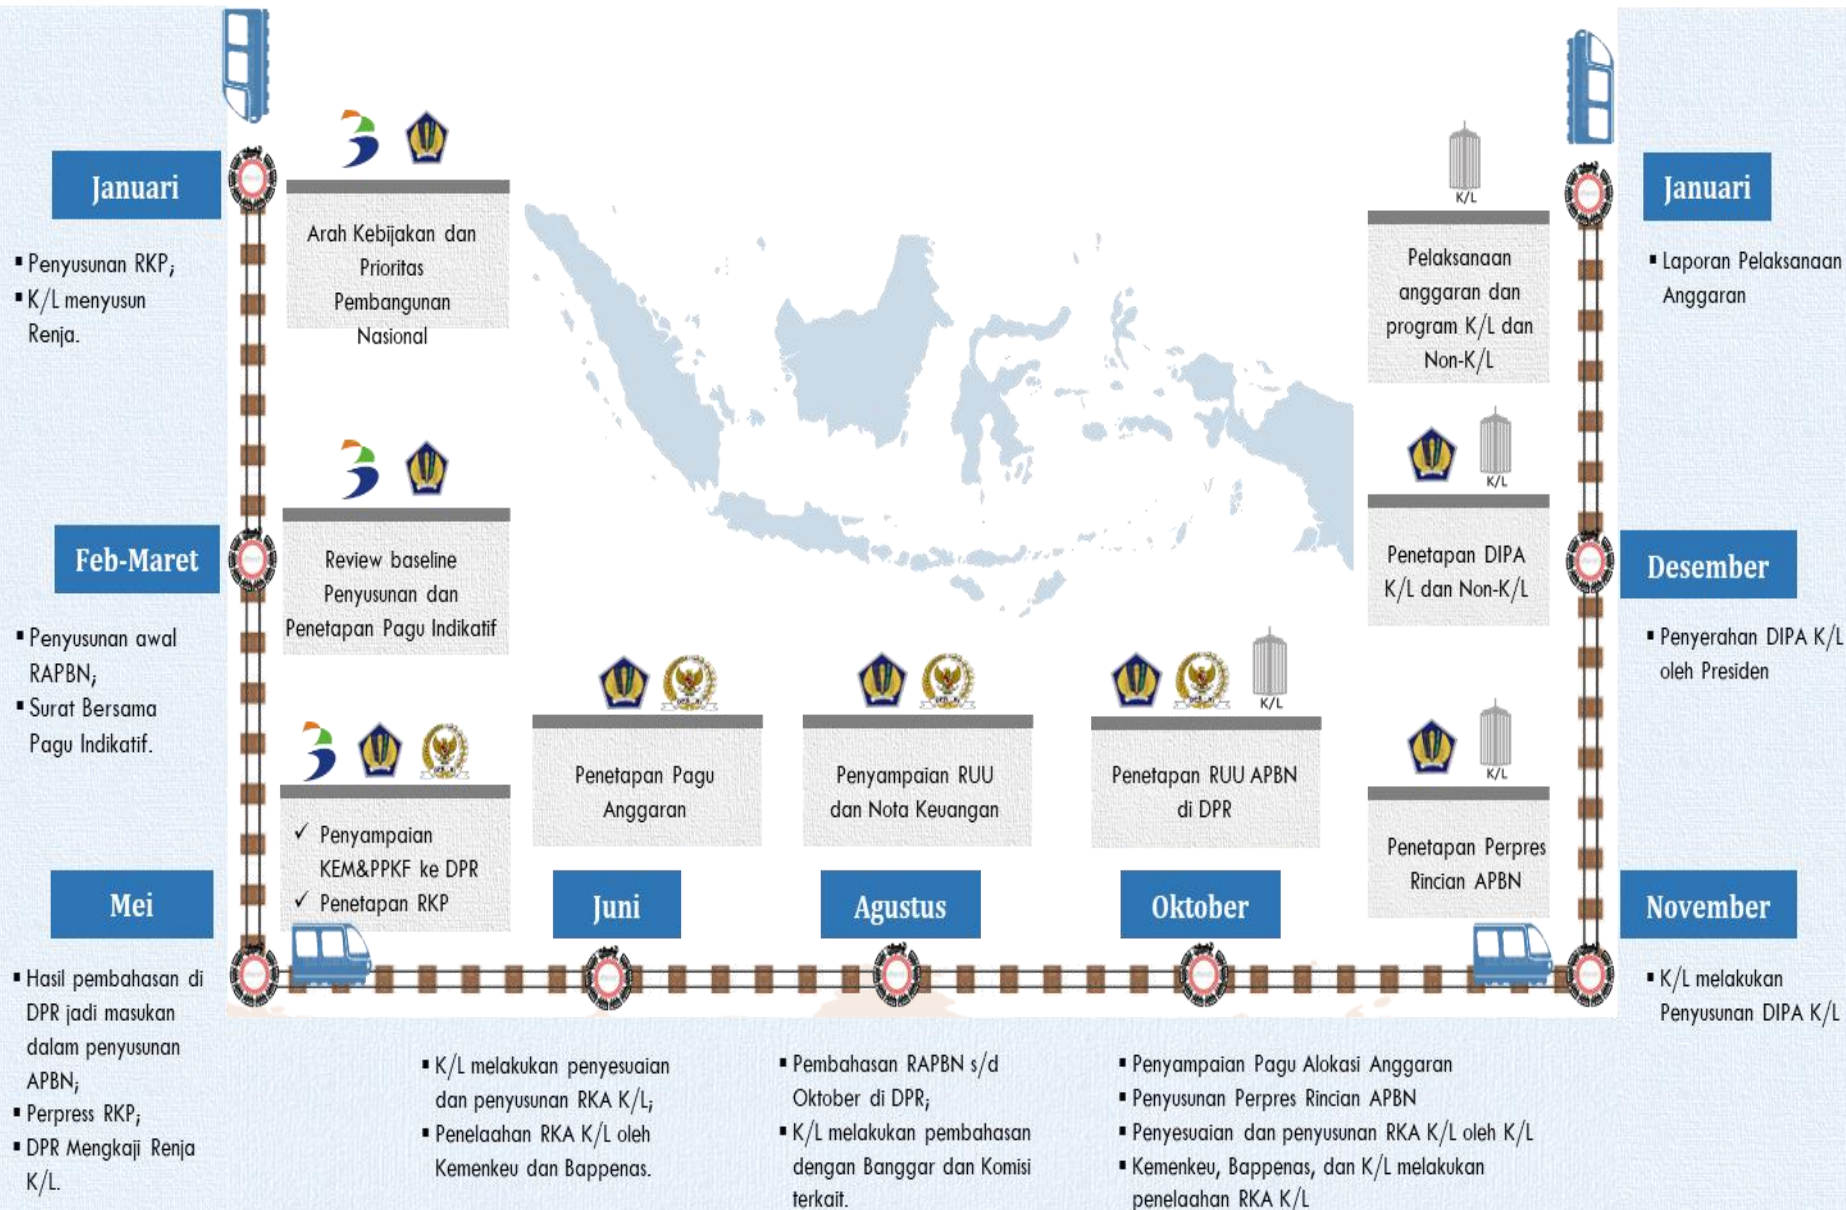 Januari
▪ Penyusunan RKP;
▪ K/L menyusun
Renja.
Arah Kebijakan dan
Prioritas
Pembangunan
Nasional
Feb-Maret
▪ Penyusunan awal
RAPBN;
▪ Surat Bersama
Pagu Indikatif.
Review baseline
Penyusunan dan
Penetapan Pagu Indikatif
Mei
▪ Hasil pembahasan di
DPR jadi masukan
dalam penyusunan
APBN;
▪ Perpress RKP;
▪ DPR Mengkaji Renja
K/L.
✓ Penyampaian
KEM&PPKF ke DPR
✓ Penetapan RKP
Penetapan Pagu
Anggaran
Juni
▪ K/L melakukan penyesuaian
dan penyusunan RKA K/L;
▪ Penelaahan RKA K/L oleh
Kemenkeu dan Bappenas.
Penyampaian RUU
dan Nota Keuangan
Agustus
▪ Pembahasan RAPBN s/d
Oktober di DPR;
▪ K/L melakukan pembahasan
dengan Banggar dan Komisi
terkait.
K/L
Penetapan RUU APBN
di DPR
Oktober
▪ Penyampaian Pagu Alokasi Anggaran
▪ Penyusunan Perpres Rincian APBN
▪ Penyesuaian dan penyusunan RKA K/L oleh K/L
▪ Kemenkeu, Bappenas, dan K/L melakukan
penelaahan RKA K/L
K/L
Penetapan Perpres
Rincian APBN
November
▪ K/L melakukan
Penyusunan DIPA K/L
K/L
Penetapan DIPA
K/L dan Non-K/L
Desember
▪ Penyerahan DIPA K/L
oleh Presiden
K/L
Pelaksanaan
anggaran dan
program K/L dan
Non-K/L
Januari
▪ Laporan Pelaksanaan
Anggaran